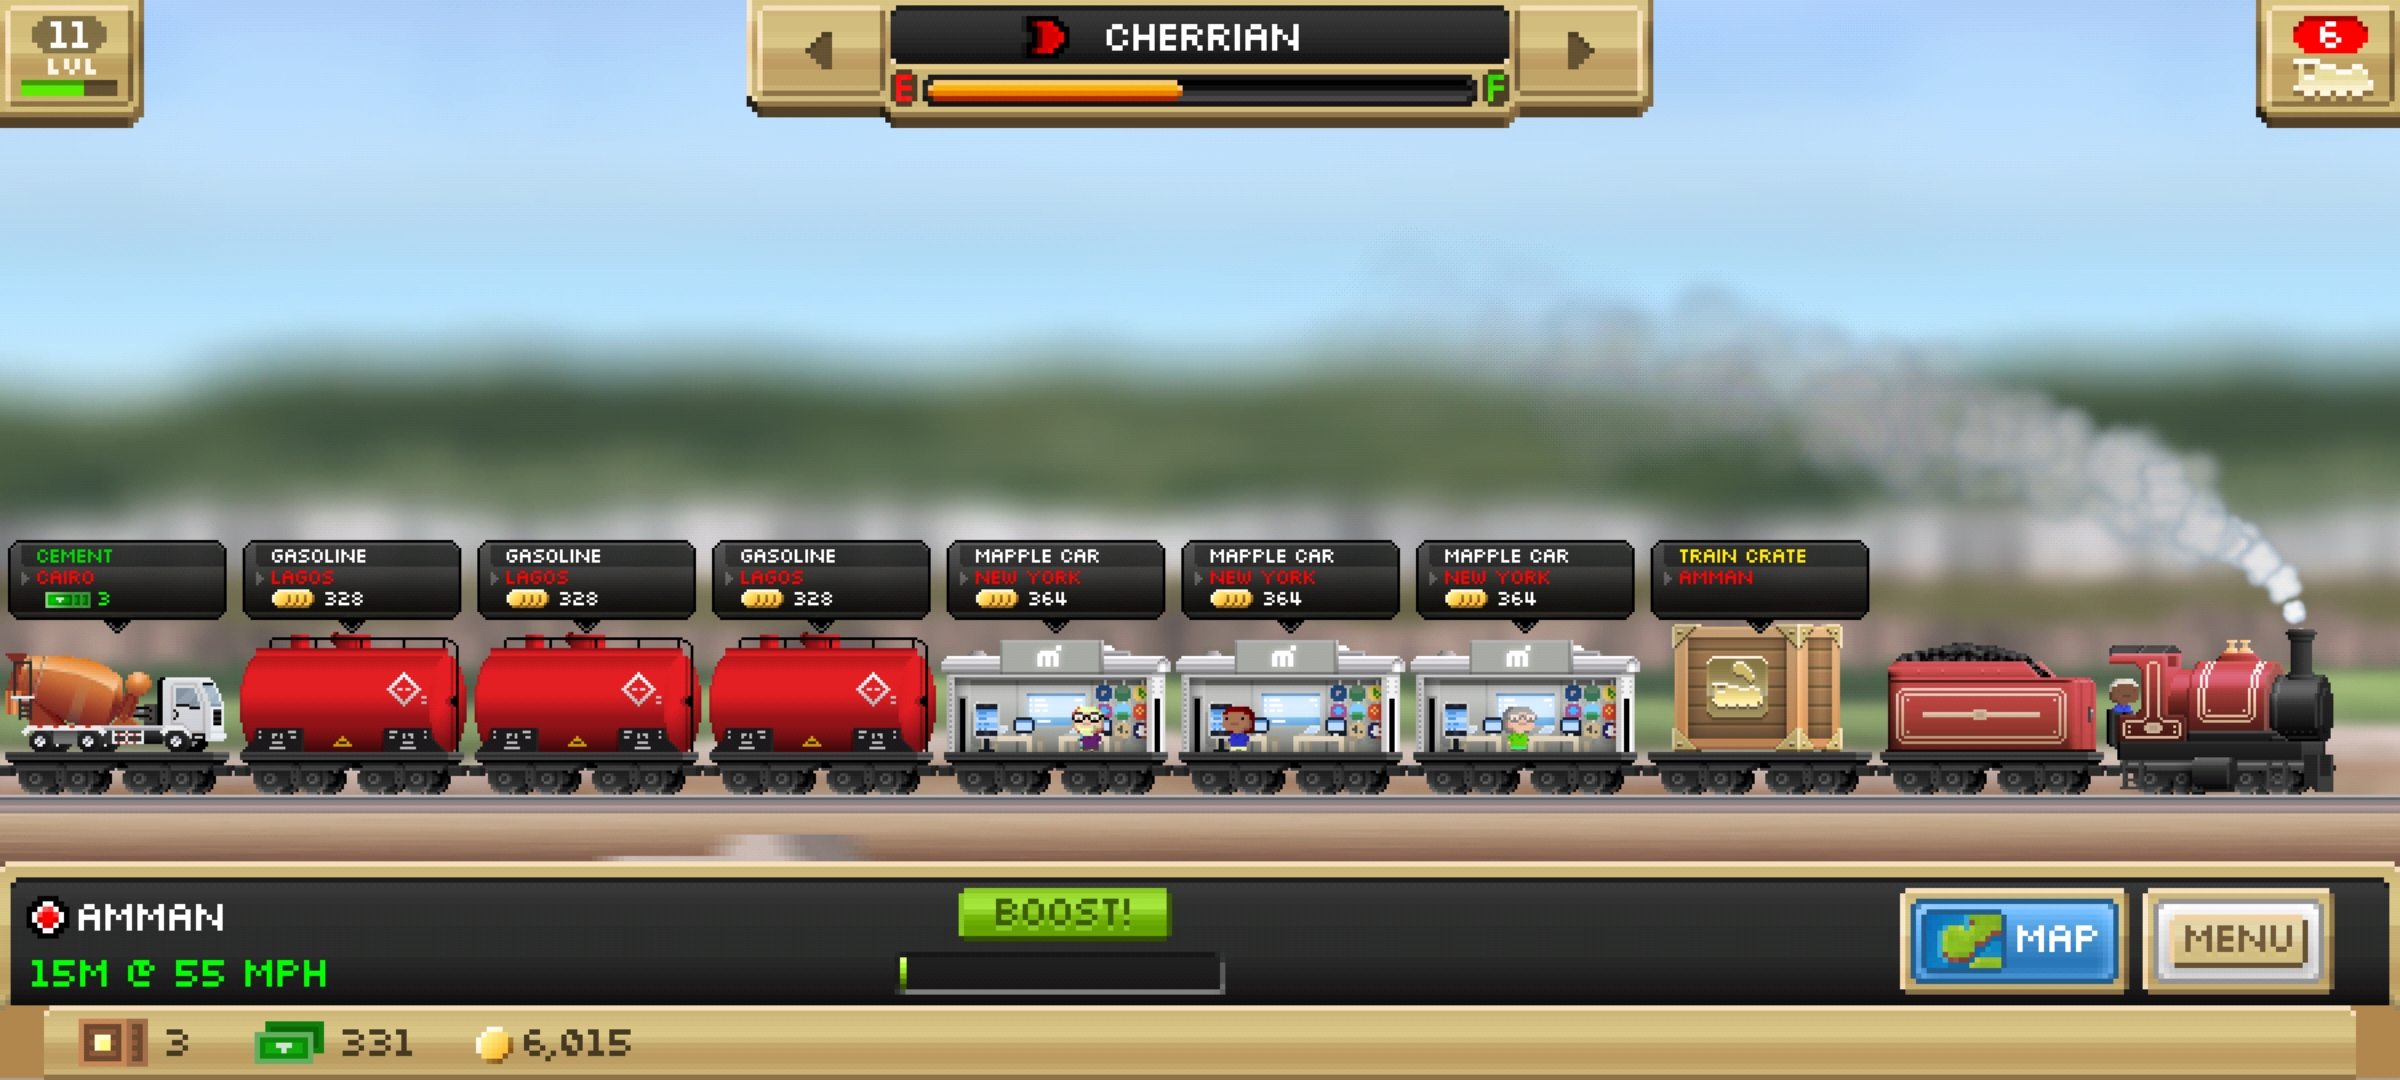 11
LVL
CHERRIAN
E F
6
CEMENT
CAIRO
3
GASOLINE
LAGOS
328
GASOLINE
LAGOS
328
GASOLINE
LAGOS
328
MAPPLE CAR
NEW YORK
364
MAPPLE CAR
NEW YORK
364
MAPPLE CAR
NEW YORK
364
TRAIN CRATE
AMMAN
m
m
m
AMMAN
15M @ 55 MPH
BOOST!
MAP
MENU
3
331
6,015